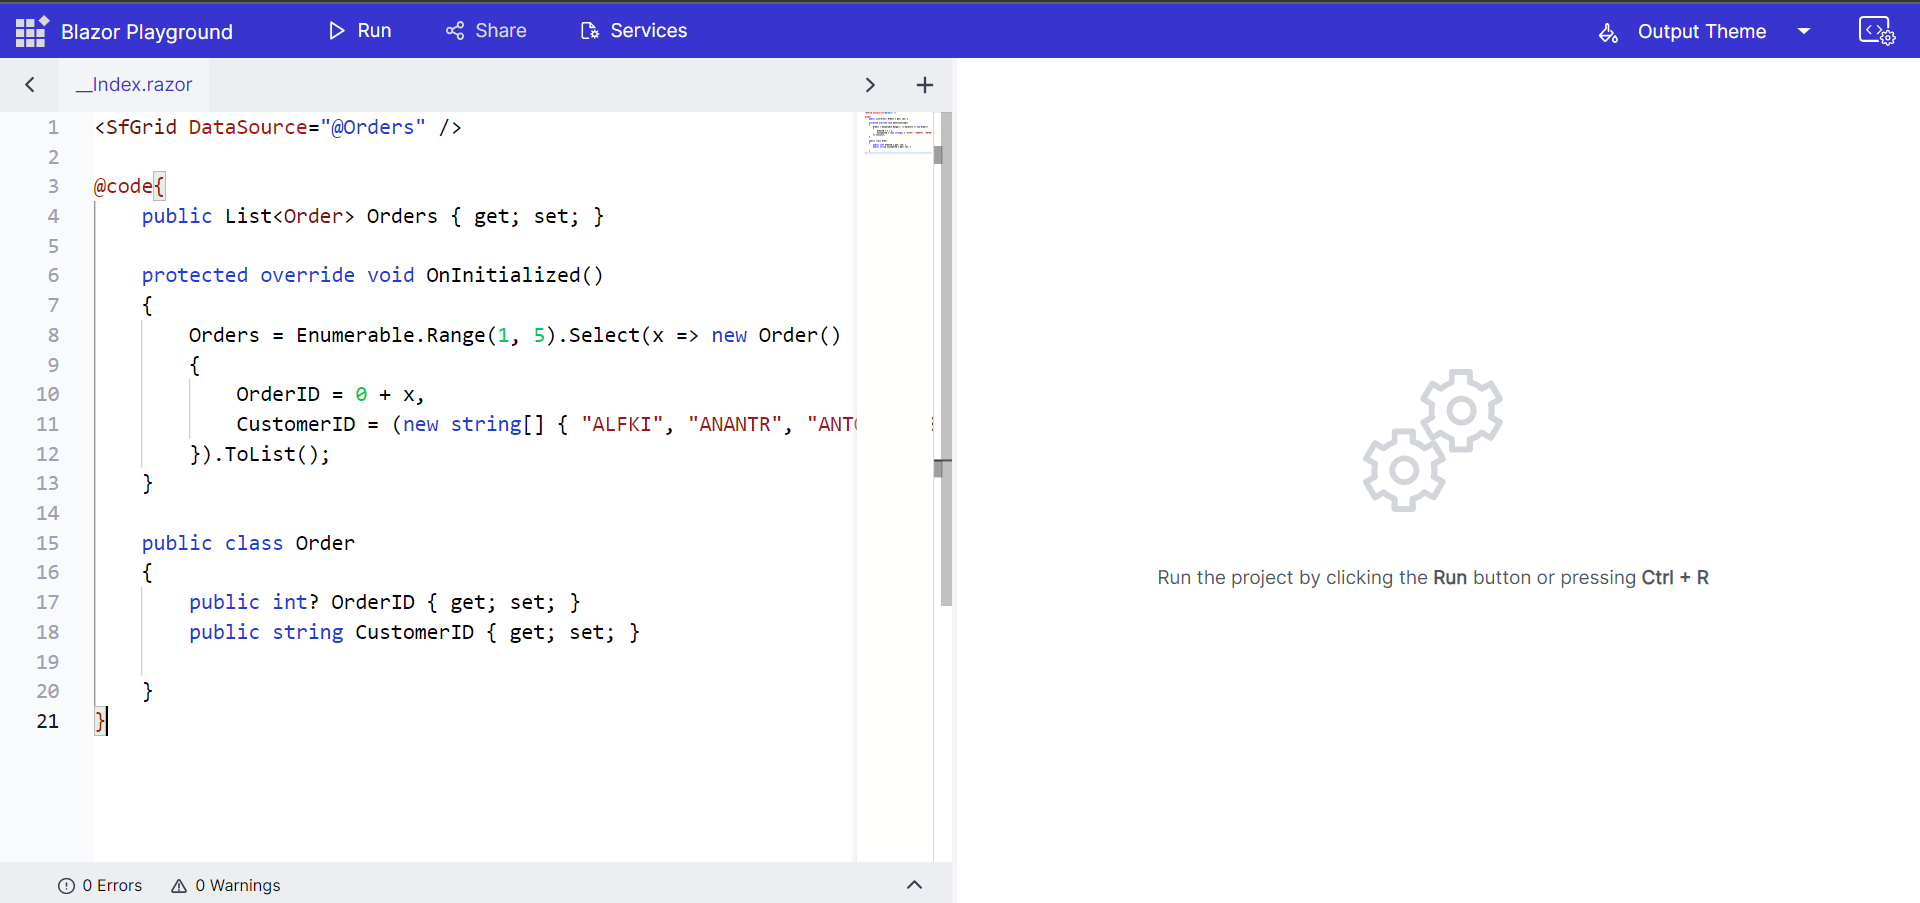 Blazor Playground Run Share Services Output Theme
__Index.razor
1 <SfGrid DataSource="@Orders" />
2
3 @code{
4 public List<Order> Orders { get; set; }
5
6 protected override void OnInitialized()
7 {
8 Orders = Enumerable.Range(1, 5).Select(x => new Order()
9 {
10 OrderID = 0 + x,
11 CustomerID = (new string[] { "ALFKI", "ANANTR", "ANT
12 }).ToList();
13 }
14
15 public class Order
16 {
17 public int? OrderID { get; set; }
18 public string CustomerID { get; set; }
19
20 }
21 }
Run the project by clicking the Run button or pressing Ctrl + R
0 Errors 0 Warnings